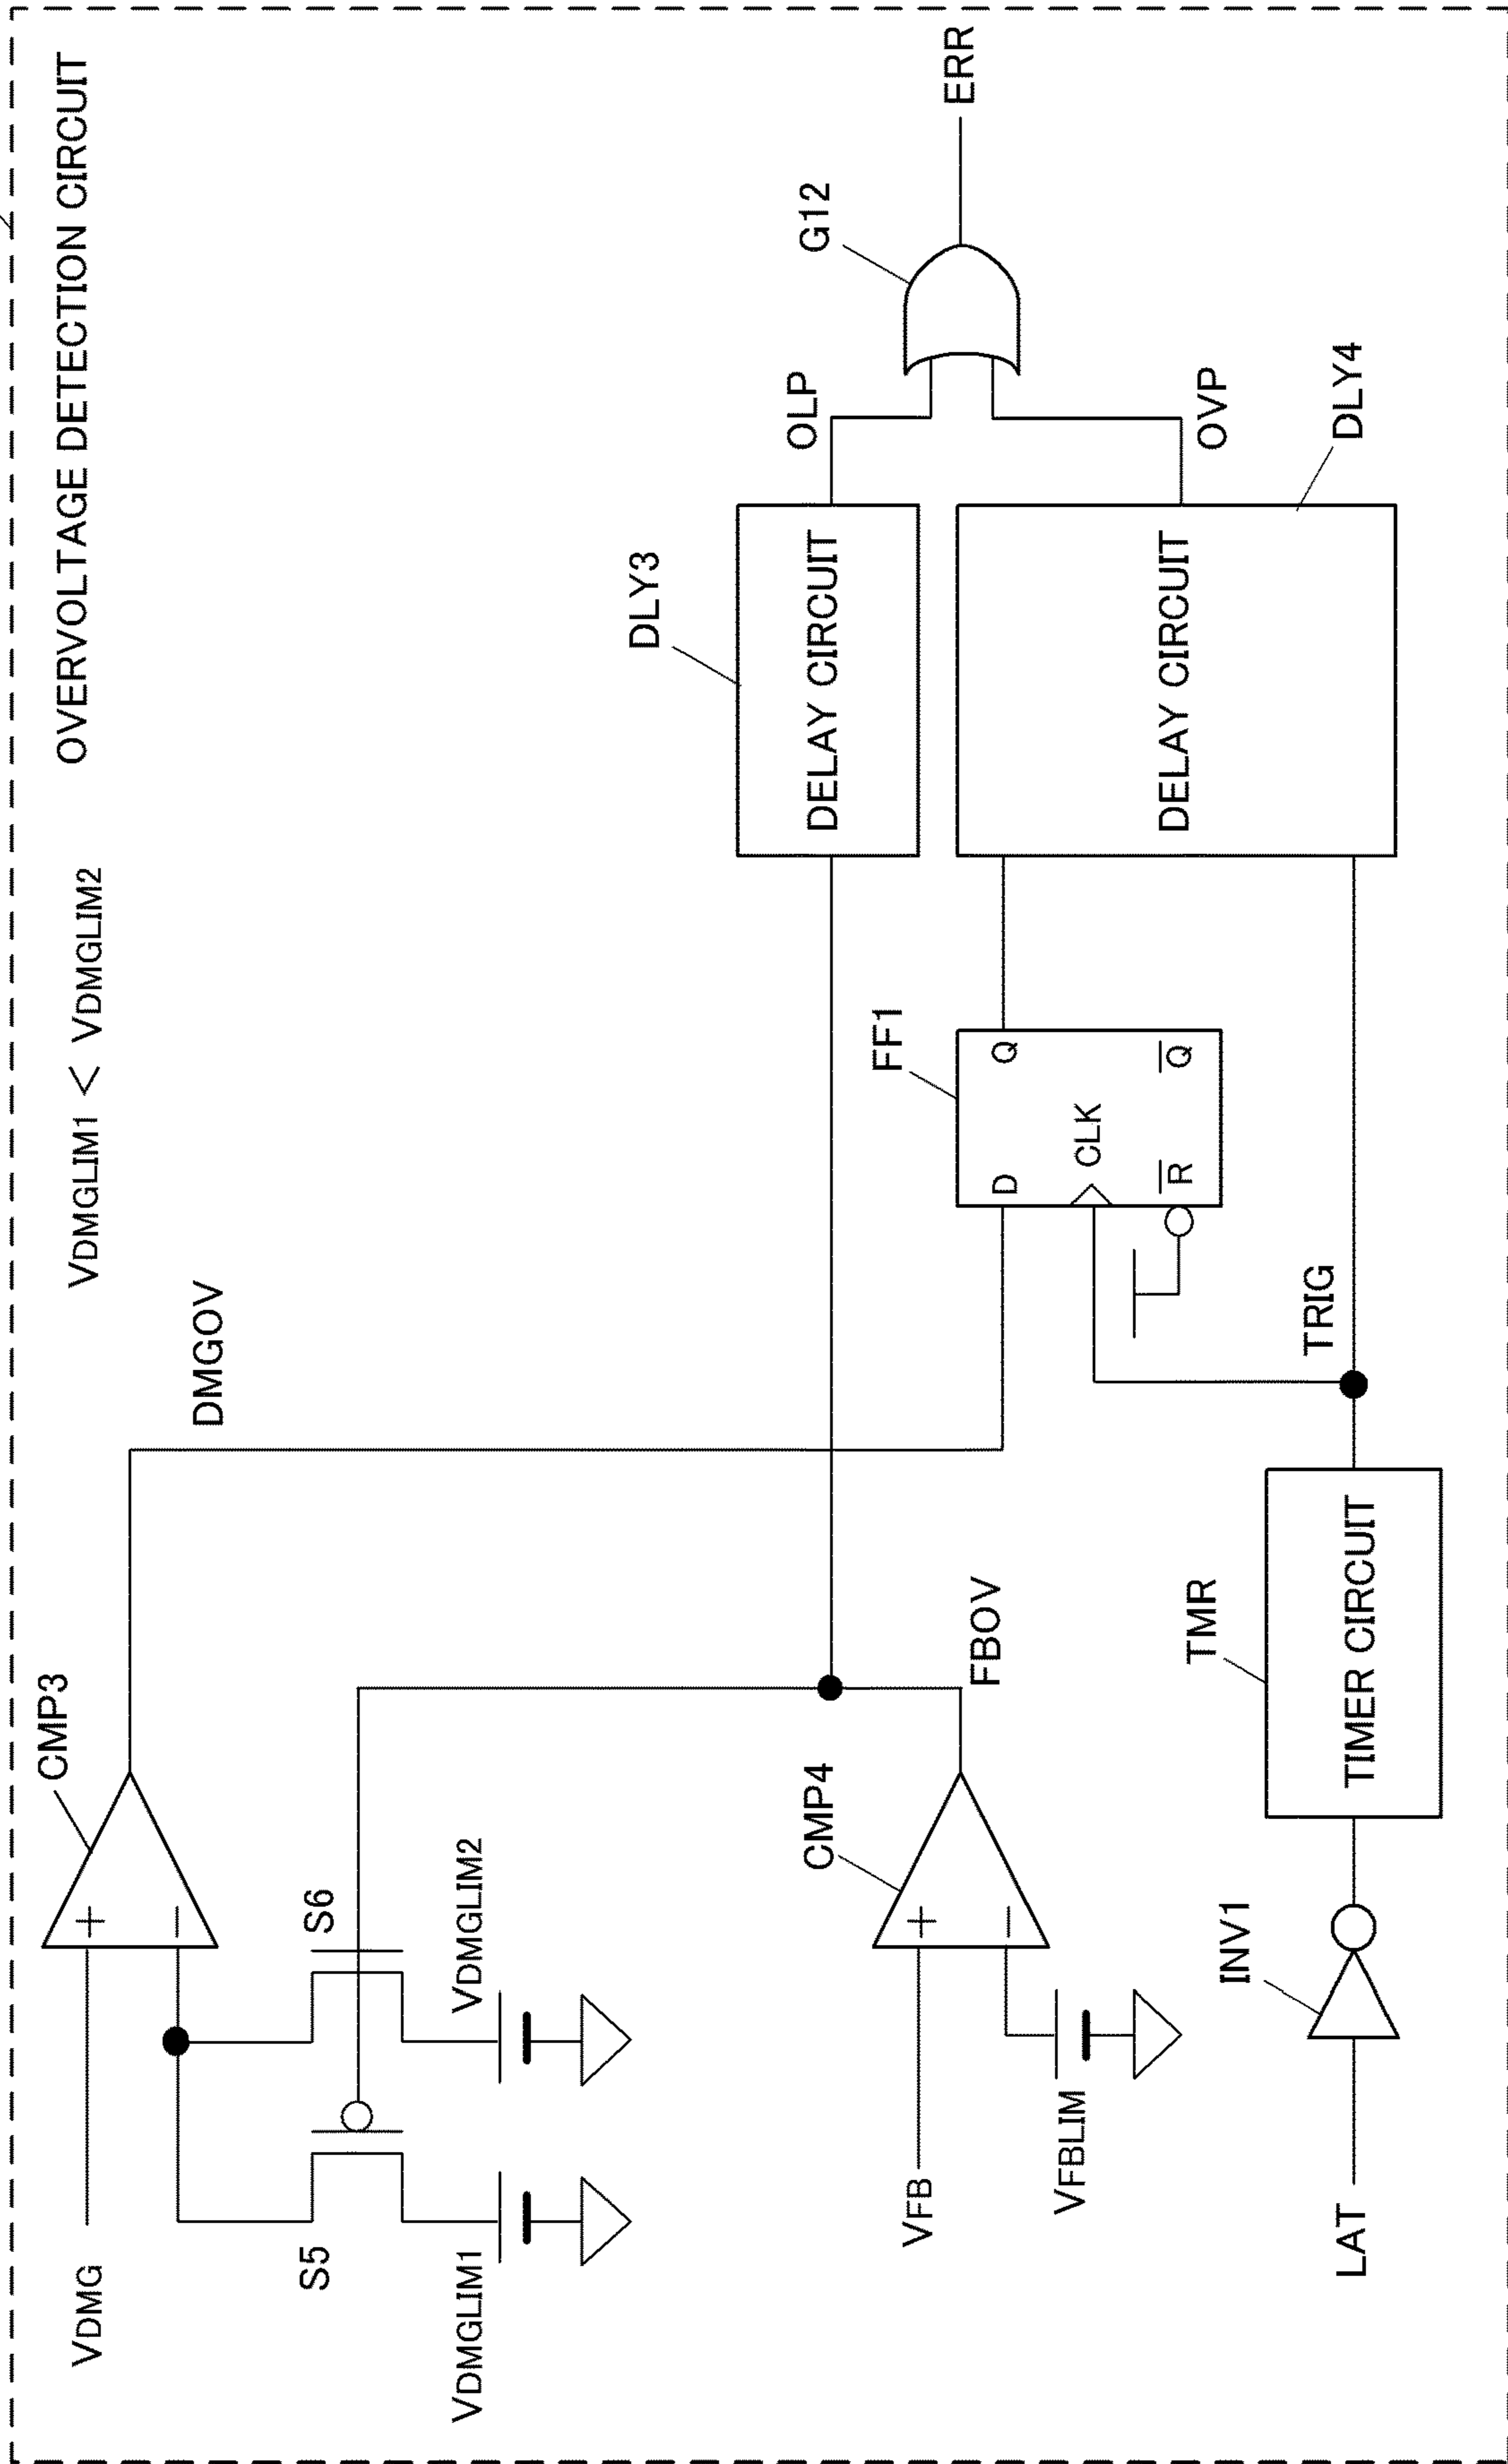 VDMGLIM1 < VDMGLIM2
OVERVOLTAGE DETECTION CIRCUIT
CMP3
VDMG
+
−
DMGOV
S5
S6
VDMGLIM1
VDMGLIM2
DLY3
DELAY CIRCUIT
OLP
G12
ERR
CMP4
VFB
+
−
VFBLIM
FBOV
FF1
D
Q
CLK
R
Q
DELAY CIRCUIT
OVP
DLY4
TMR
INV1
LAT
TIMER CIRCUIT
TRIG